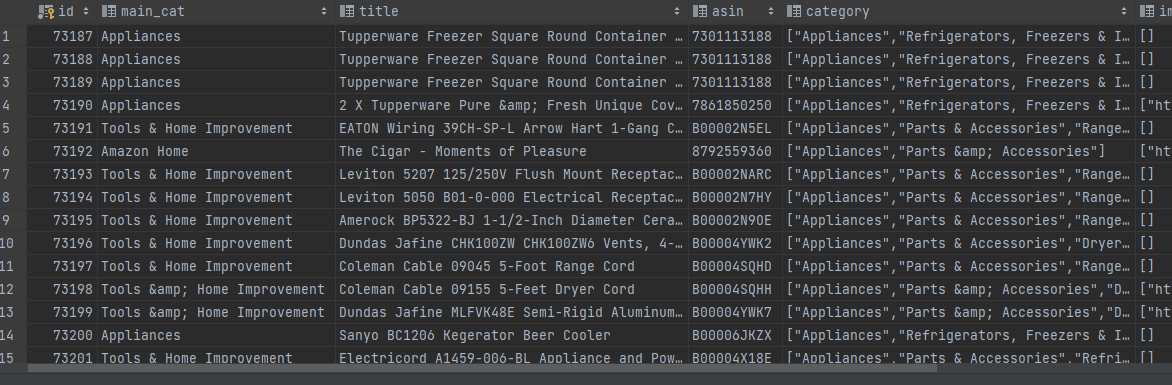 id main_cat title asin category im
1 73187 Appliances Tupperware Freezer Square Round Container … 7301113188 ["Appliances","Refrigerators, Freezers & I… []
2 73188 Appliances Tupperware Freezer Square Round Container … 7301113188 ["Appliances","Refrigerators, Freezers & I… []
3 73189 Appliances Tupperware Freezer Square Round Container … 7301113188 ["Appliances","Refrigerators, Freezers & I… []
4 73190 Appliances 2 X Tupperware Pure &amp; Fresh Unique Cov… 7861850250 ["Appliances","Refrigerators, Freezers & I… ["ht
5 73191 Tools & Home Improvement EATON Wiring 39CH-SP-L Arrow Hart 1-Gang C… B00002N5EL ["Appliances","Parts & Accessories","Range… []
6 73192 Amazon Home The Cigar - Moments of Pleasure 8792559360 ["Appliances","Parts &amp; Accessories"] ["ht
7 73193 Tools & Home Improvement Leviton 5207 125/250V Flush Mount Receptac… B00002NARC ["Appliances","Parts & Accessories","Range… []
8 73194 Tools & Home Improvement Leviton 5050 B01-0-000 Electrical Receptac… B00002N7HY ["Appliances","Parts & Accessories","Range… []
9 73195 Tools & Home Improvement Amerock BP5322-BJ 1-1/2-Inch Diameter Cera… B00002N9OE ["Appliances","Parts & Accessories","Range… []
10 73196 Tools & Home Improvement Dundas Jafine CHK100ZW CHK100ZW6 Vents, 4-… B00004YWK2 ["Appliances","Parts & Accessories","Dryer… []
11 73197 Tools & Home Improvement Coleman Cable 09045 5-Foot Range Cord B00004SQHD ["Appliances","Parts & Accessories","Range… []
12 73198 Tools &amp; Home Improvement Coleman Cable 09155 5-Feet Dryer Cord B00004SQHH ["Appliances","Parts &amp; Accessories","D… ["ht
13 73199 Tools &amp; Home Improvement Dundas Jafine MLFVK48E Semi-Rigid Aluminum… B00004YWK7 ["Appliances","Parts &amp; Accessories","D… ["ht
14 73200 Appliances Sanyo BC1206 Kegerator Beer Cooler B00006JKZX ["Appliances","Refrigerators, Freezers & I… []
15 73201 Tools & Home Improvement Electricord A1459-006-BL Appliance and Pow… B00004X18E ["Appliances","Parts & Accessories","Refri… []